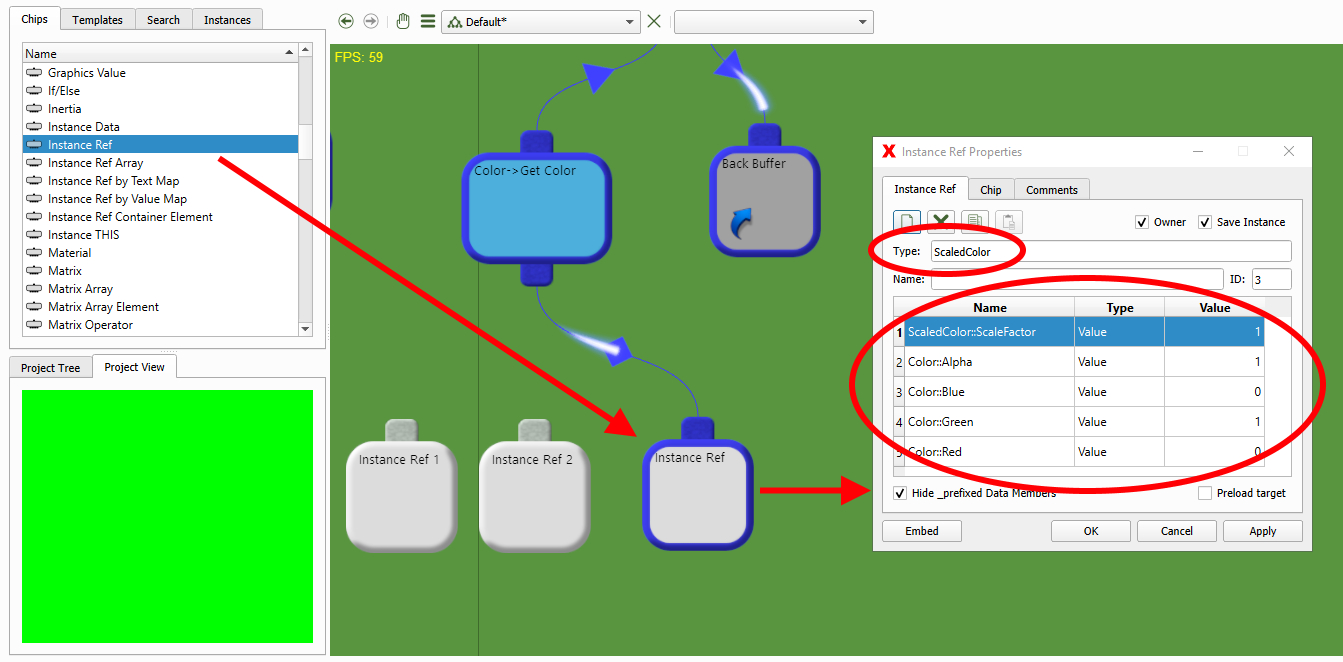 Chips
Templates
Search
Instances
Default*
Name
Graphics Value
If/Else
Inertia
Instance Data
Instance Ref
Instance Ref Array
Instance Ref by Text Map
Instance Ref by Value Map
Instance Ref Container Element
Instance THIS
Material
Matrix
Matrix Array
Matrix Array Element
Matrix Operator
Project Tree
Project View
FPS: 59
Color->Get Color
Back Buffer
Instance Ref 1
Instance Ref 2
Instance Ref
Instance Ref Properties
Instance Ref
Chip
Comments
Owner
Save Instance
Type:
ScaledColor
Name:
ID:
3
Name Type Value
1 ScaledColor::ScaleFactor Value 1
2 Color::Alpha Value 1
3 Color::Blue Value 0
4 Color::Green Value 1
5 Color::Red Value 0
Hide _prefixed Data Members
Preload target
Embed
OK
Cancel
Apply